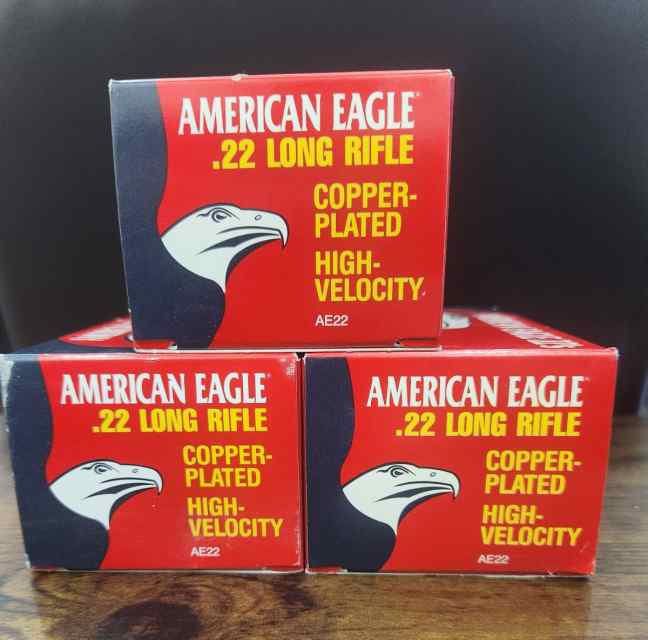 AMERICAN EAGLE
.22 LONG RIFLE
COPPER-
PLATED
HIGH-
VELOCITY
AE22
AMERICAN EAGLE
.22 LONG RIFLE
COPPER-
PLATED
HIGH-
VELOCITY
AE22
AMERICAN EAGLE
.22 LONG RIFLE
COPPER-
PLATED
HIGH-
VELOCITY
AE22